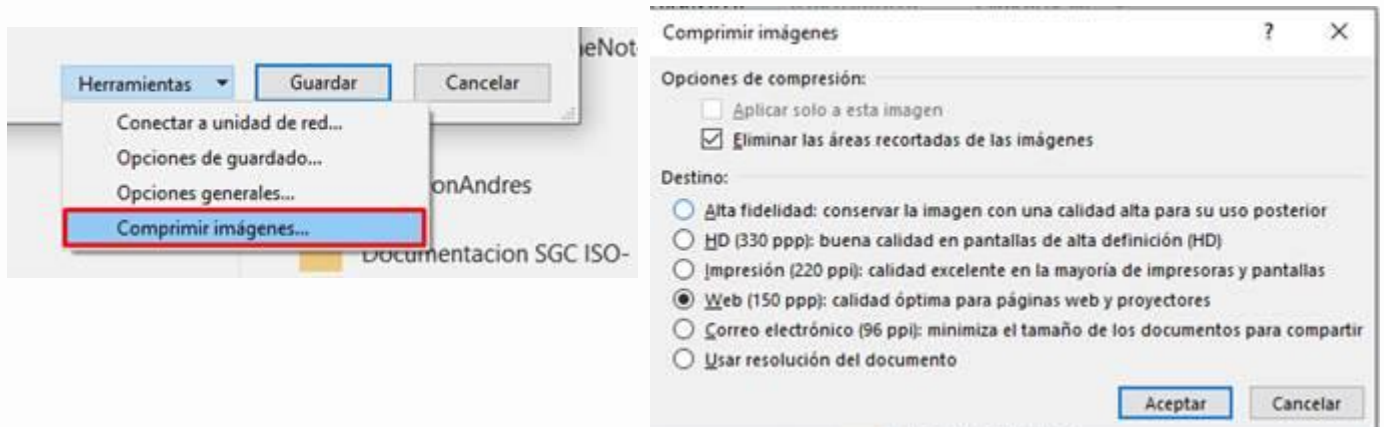 eNot
Herramientas
Guardar
Cancelar
Conectar a unidad de red...
Opciones de guardado...
Opciones generales...
Comprimir imágenes...
onAndres
Documentacion SGC ISO-
Comprimir imágenes ? X
Opciones de compresión:
Aplicar solo a esta imagen
Eliminar las áreas recortadas de las imágenes
Destino:
Alta fidelidad: conservar la imagen con una calidad alta para su uso posterior
HD (330 ppp): buena calidad en pantallas de alta definición (HD)
Impresión (220 ppi): calidad excelente en la mayoría de impresoras y pantallas
Web (150 ppp): calidad óptima para páginas web y proyectores
Correo electrónico (96 ppi): minimiza el tamaño de los documentos para compartir
Usar resolución del documento
Aceptar
Cancelar